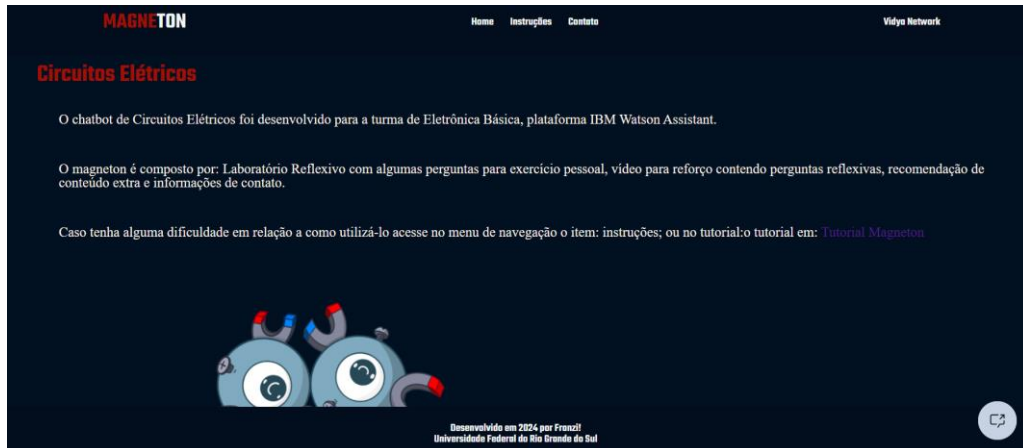 MAGNETON
Home Instruções Contato
Vidya Network
Circuitos Elétricos
O chatbot de Circuitos Elétricos foi desenvolvido para a turma de Eletrônica Básica, plataforma IBM Watson Assistant.
O magneton é composto por: Laboratório Reflexivo com algumas perguntas para exercício pessoal, vídeo para reforço contendo perguntas reflexivas, recomendação de
conteúdo extra e informações de contato.
Caso tenha alguma dificuldade em relação a como utilizá-lo acesse no menu de navegação o item: instruções; ou no tutorial:o tutorial em: Tutorial Magneton
Desenvolvido em 2024 por Franzi!
Universidade Federal do Rio Grande do Sul